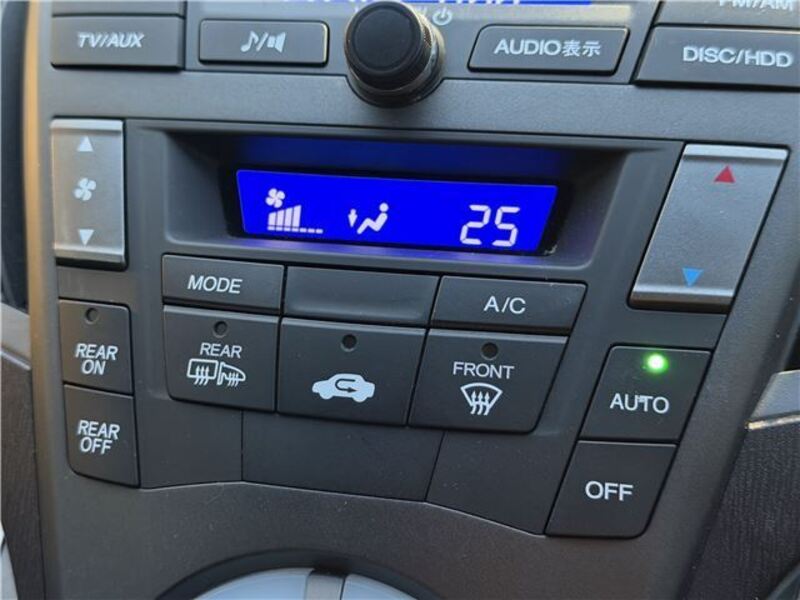 FM/AM
TV/AUX
AUDIO表示
DISC/HDD
25
MODE
A/C
REAR
ON
REAR
FRONT
AUTO
REAR
OFF
OFF